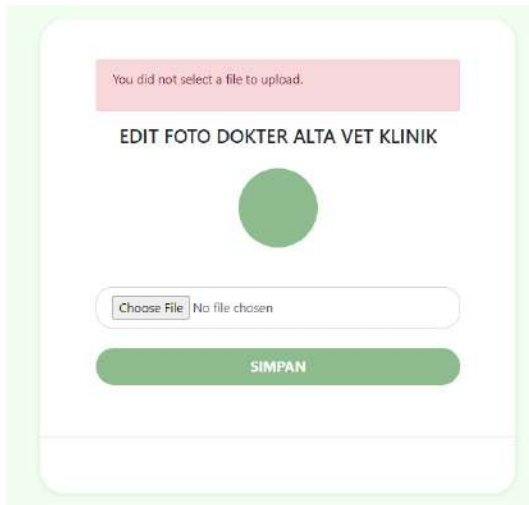 You did not select a file to upload.
EDIT FOTO DOKTER ALTA VET KLINIK
Choose File No file chosen
SIMPAN